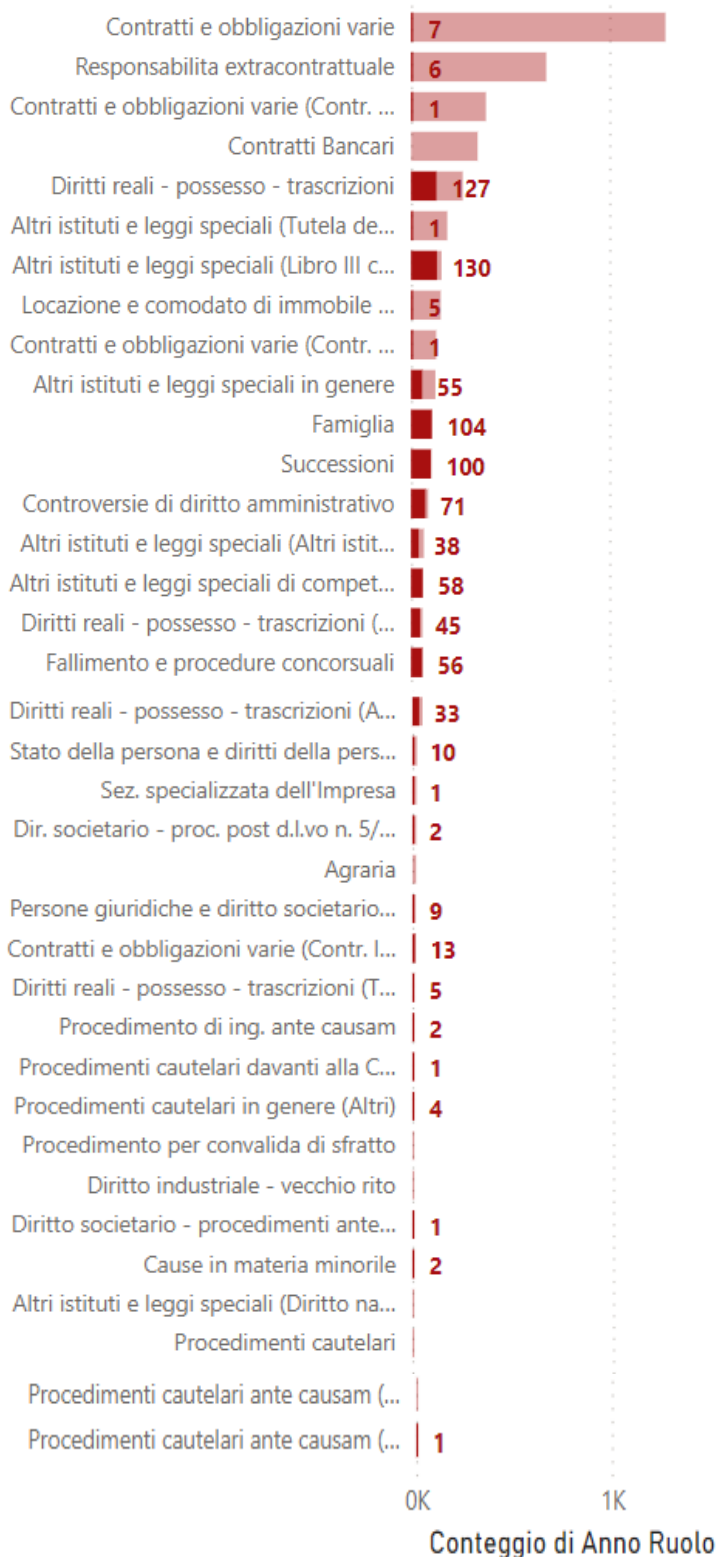 Contratti e obbligazioni varie 7
Responsabilita extracontrattuale 6
Contratti e obbligazioni varie (Contr. ... 1
Contratti Bancari
Diritti reali - possesso - trascrizioni 127
Altri istituti e leggi speciali (Tutela de... 1
Altri istituti e leggi speciali (Libro III c... 130
Locazione e comodato di immobile ... 5
Contratti e obbligazioni varie (Contr. ... 1
Altri istituti e leggi speciali in genere 55
Famiglia 104
Successioni 100
Controversie di diritto amministrativo 71
Altri istituti e leggi speciali (Altri istit... 38
Altri istituti e leggi speciali di compet... 58
Diritti reali - possesso - trascrizioni (... 45
Fallimento e procedure concorsuali 56
Diritti reali - possesso - trascrizioni (A... 33
Stato della persona e diritti della pers... 10
Sez. specializzata dell'Impresa 1
Dir. societario - proc. post d.l.vo n. 5/... 2
Agraria
Persone giuridiche e diritto societario... 9
Contratti e obbligazioni varie (Contr. I... 13
Diritti reali - possesso - trascrizioni (T... 5
Procedimento di ing. ante causam 2
Procedimenti cautelari davanti alla C... 1
Procedimenti cautelari in genere (Altri) 4
Procedimento per convalida di sfratto
Diritto industriale - vecchio rito
Diritto societario - procedimenti ante... 1
Cause in materia minorile 2
Altri istituti e leggi speciali (Diritto na...
Procedimenti cautelari
Procedimenti cautelari ante causam (...
Procedimenti cautelari ante causam (... 1
0K 1K
Conteggio di Anno Ruolo